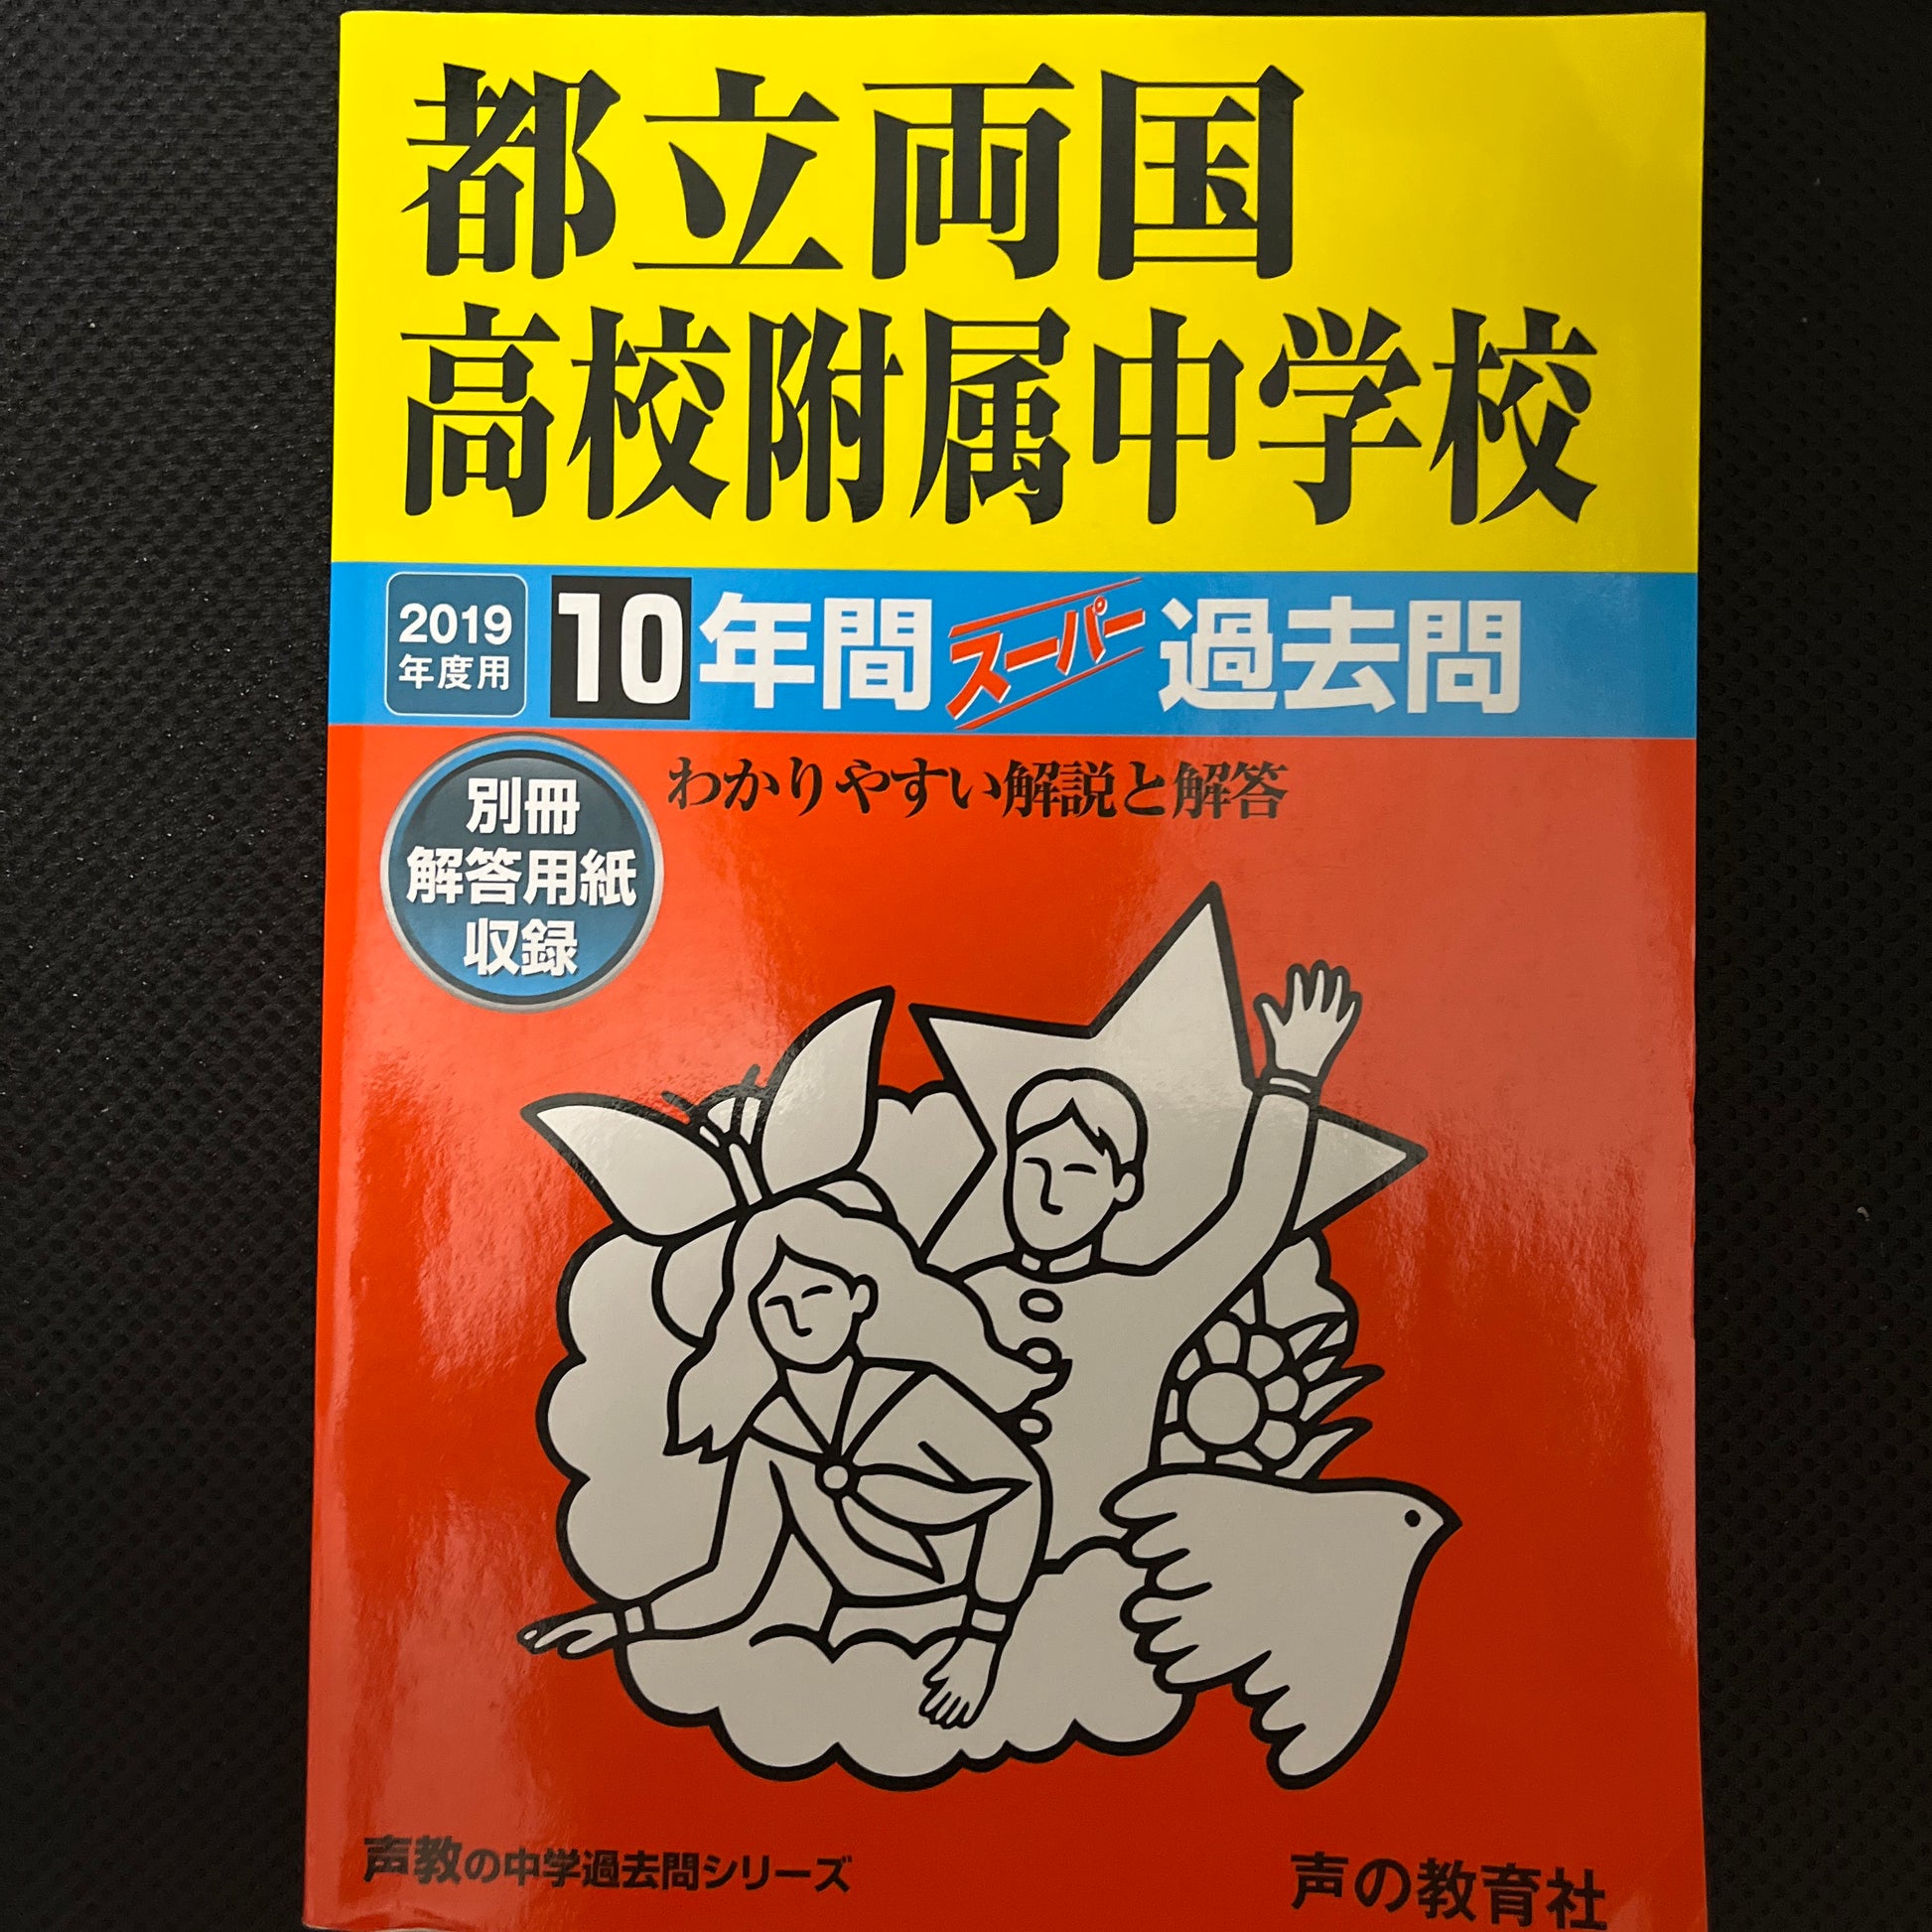 都立両国
高校附属中学校
2019
年度用
10年間スーパー過去問
わかりやすい解説と解答
別冊
解答用紙
収録
声教の中学過去問シリーズ
声の教育社